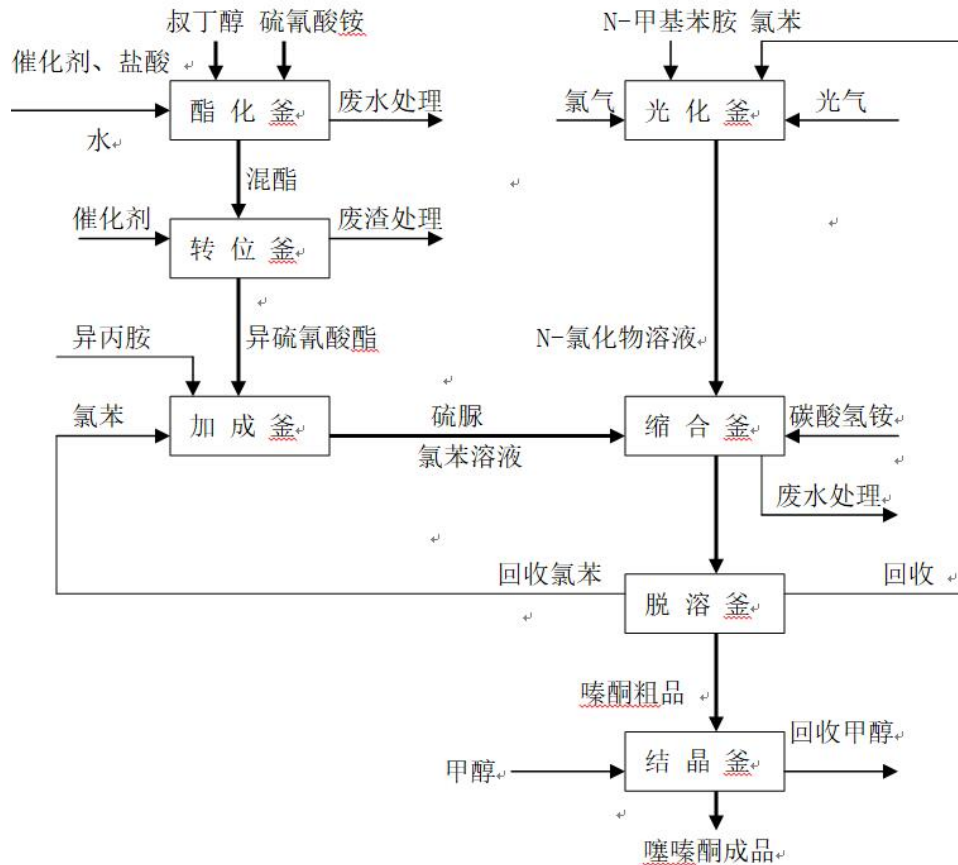 叔丁醇 硫氰酸铵
N-甲基苯胺 氯苯
催化剂、盐酸
酯 化 釜
废水处理
氯气
光 化 釜
光气
水
混酯
催化剂
转 位 釜
废渣处理
异丙胺
异硫氰酸酯
N-氯化物溶液
氯苯
加 成 釜
硫脲
氯苯溶液
缩 合 釜
碳酸氢铵
废水处理
回收氯苯
脱 溶 釜
回收
嗪酮粗品
甲醇
结 晶 釜
回收甲醇
噻嗪酮成品